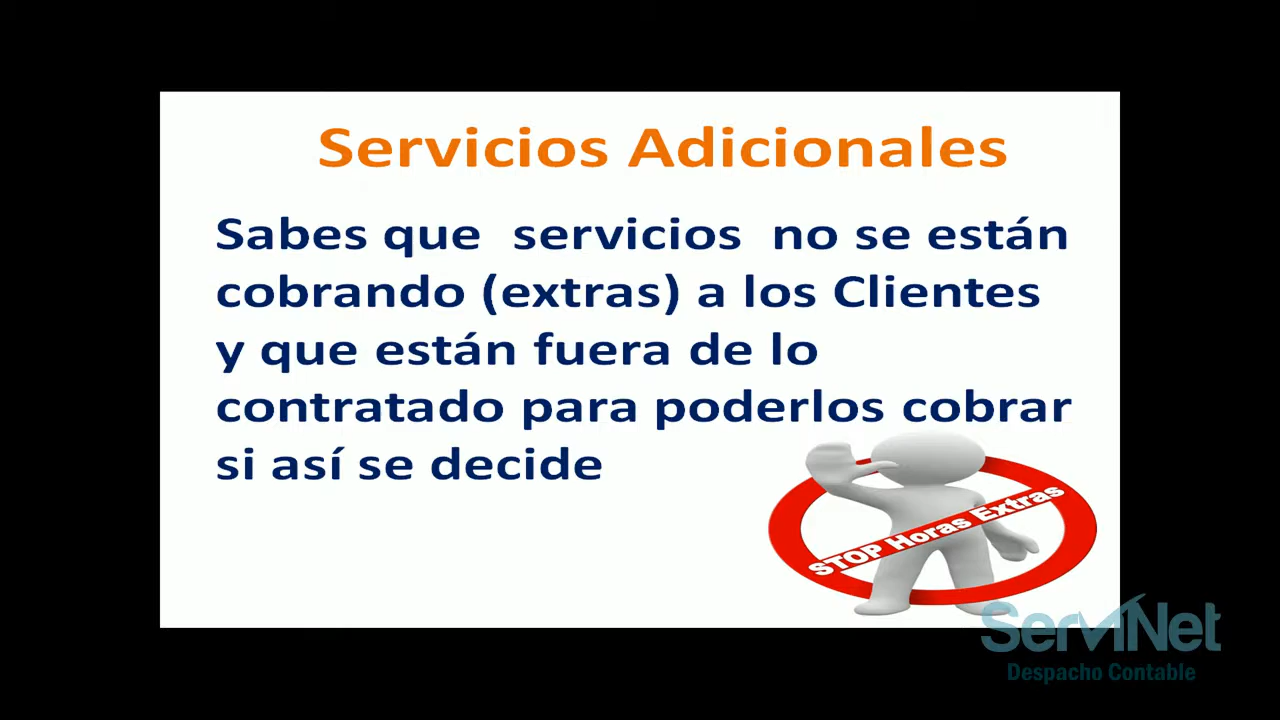 Servicios Adicionales
Sabes que servicios no se están
cobrando (extras) a los Clientes
y que están fuera de lo
contratado para poderlos cobrar
si así se decide
STOP Horas Extras
ServiNet
Despacho Contable